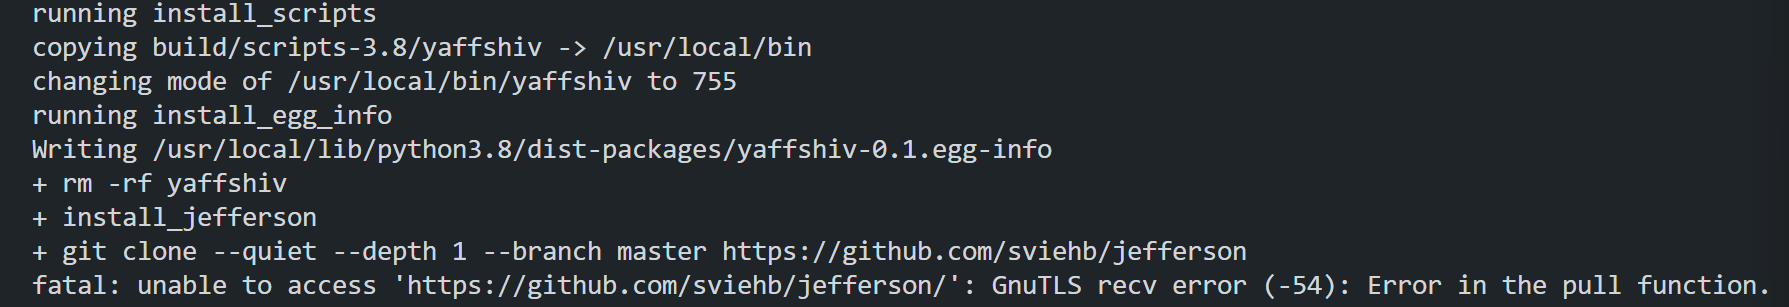 running install_scripts
copying build/scripts-3.8/yaffshiv -> /usr/local/bin
changing mode of /usr/local/bin/yaffshiv to 755
running install_egg_info
Writing /usr/local/lib/python3.8/dist-packages/yaffshiv-0.1.egg-info
+ rm -rf yaffshiv
+ install_jefferson
+ git clone --quiet --depth 1 --branch master https://github.com/sviehb/jefferson
fatal: unable to access 'https://github.com/sviehb/jefferson/': GnuTLS recv error (-54): Error in the pull function.